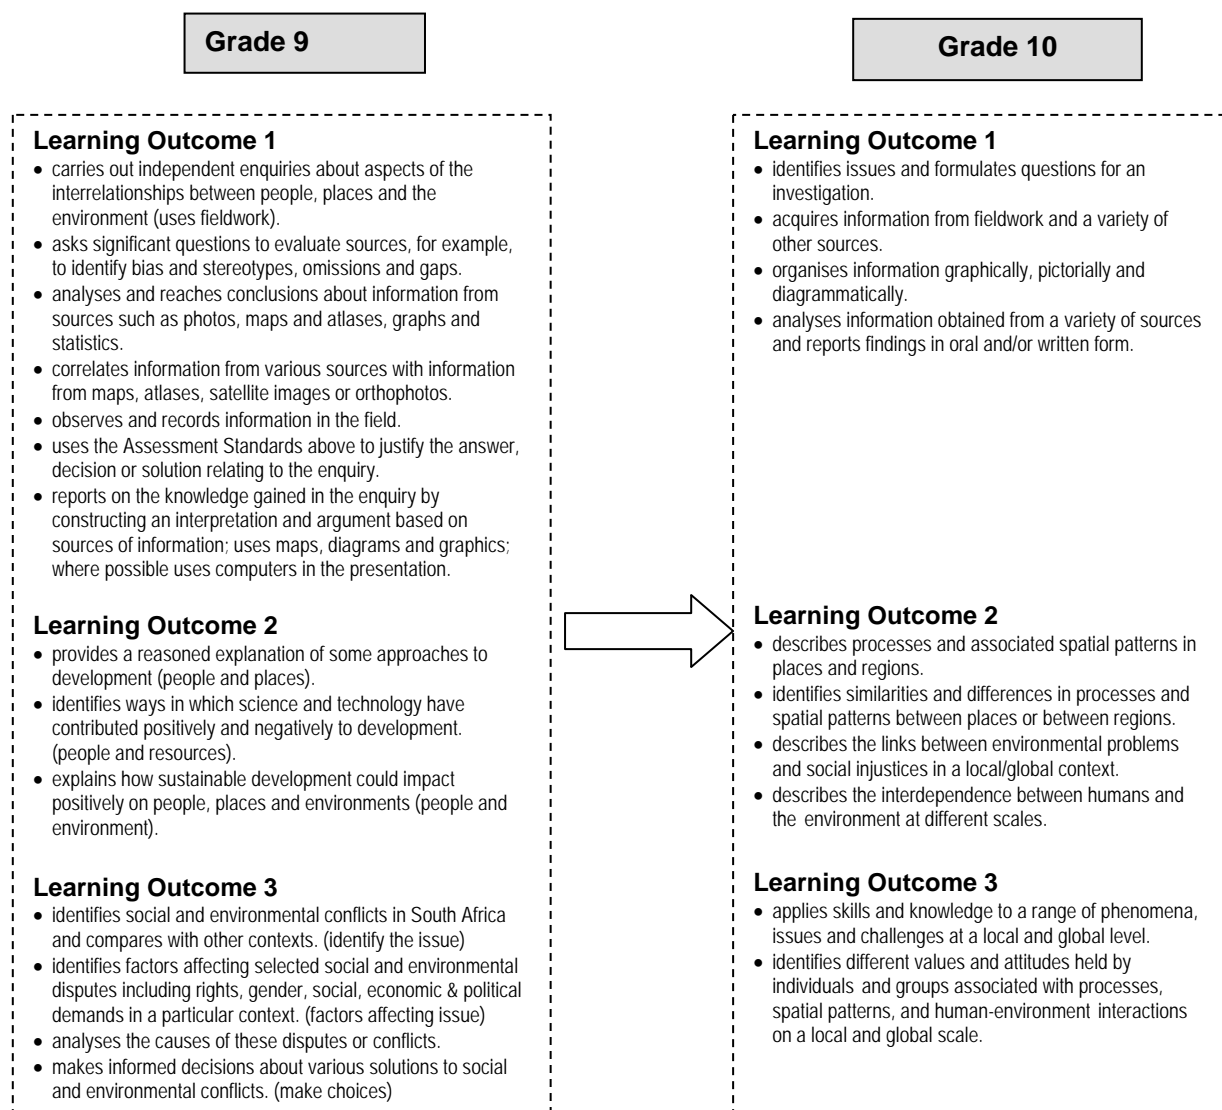 Grade 9
Learning Outcome 1
• carries out independent enquiries about aspects of the
interrelationships between people, places and the
environment (uses fieldwork).
• asks significant questions to evaluate sources, for example,
to identify bias and stereotypes, omissions and gaps.
• analyses and reaches conclusions about information from
sources such as photos, maps and atlases, graphs and
statistics.
• correlates information from various sources with information
from maps, atlases, satellite images or orthophotos.
• observes and records information in the field.
• uses the Assessment Standards above to justify the answer,
decision or solution relating to the enquiry.
• reports on the knowledge gained in the enquiry by
constructing an interpretation and argument based on
sources of information; uses maps, diagrams and graphics;
where possible uses computers in the presentation.
Learning Outcome 2
• provides a reasoned explanation of some approaches to
development (people and places).
• identifies ways in which science and technology have
contributed positively and negatively to development.
(people and resources).
• explains how sustainable development could impact
positively on people, places and environments (people and
environment).
Learning Outcome 3
• identifies social and environmental conflicts in South Africa
and compares with other contexts. (identify the issue)
• identifies factors affecting selected social and environmental
disputes including rights, gender, social, economic & political
demands in a particular context. (factors affecting issue)
• analyses the causes of these disputes or conflicts.
• makes informed decisions about various solutions to social
and environmental conflicts. (make choices)
Grade 10
Learning Outcome 1
• identifies issues and formulates questions for an
investigation.
• acquires information from fieldwork and a variety of
other sources.
• organises information graphically, pictorially and
diagrammatically.
• analyses information obtained from a variety of sources
and reports findings in oral and/or written form.
Learning Outcome 2
• describes processes and associated spatial patterns in
places and regions.
• identifies similarities and differences in processes and
spatial patterns between places or between regions.
• describes the links between environmental problems
and social injustices in a local/global context.
• describes the interdependence between humans and
the environment at different scales.
Learning Outcome 3
• applies skills and knowledge to a range of phenomena,
issues and challenges at a local and global level.
• identifies different values and attitudes held by
individuals and groups associated with processes,
spatial patterns, and human-environment interactions
on a local and global scale.